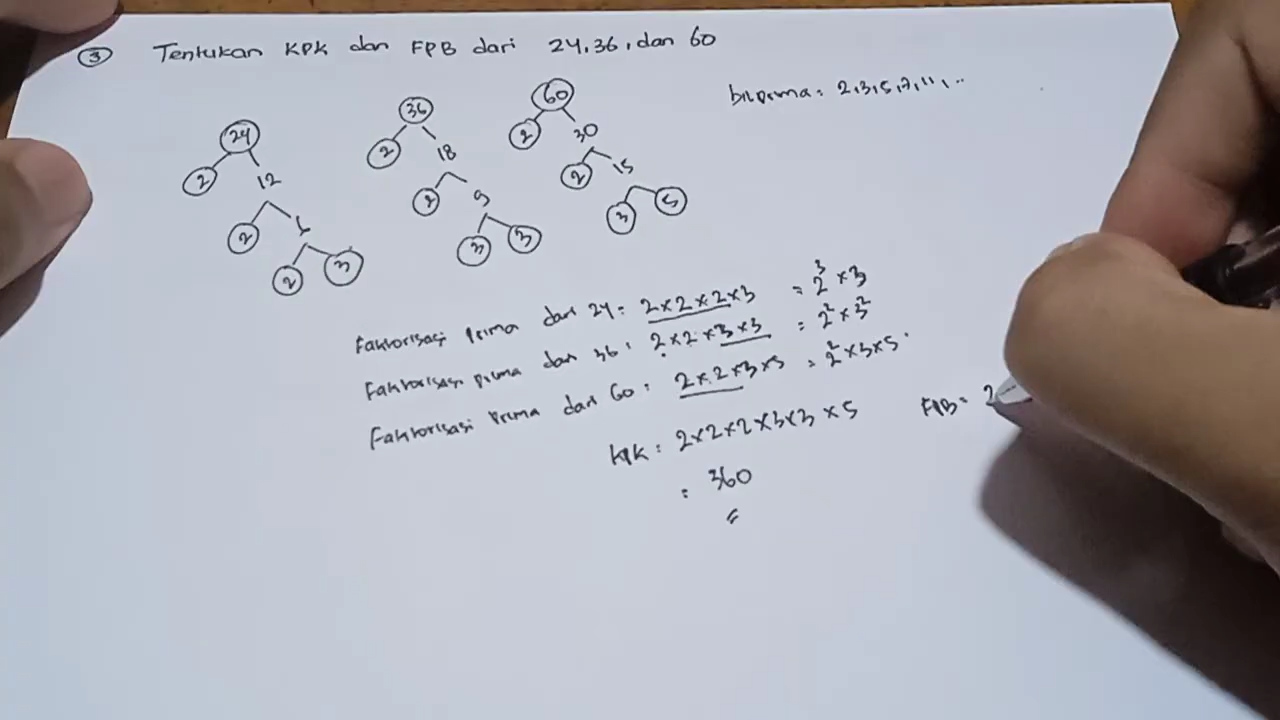 3 Tentukan KPK dan FPB dari 24, 36, dan 60
bil prima = 2, 3, 5, 7, 11, ..
24
2 12
2 6
2 3
36
2 18
2 9
3 3
60
2 30
2 15
3 5
Faktorisasi prima dari 24 = 2 × 2 × 2 × 3 = 2³ × 3
Faktorisasi prima dari 36 : 2 × 2 × 3 × 3 = 2² × 3²
Faktorisasi prima dari 60 : 2 × 2 × 3 × 5 = 2² × 3 × 5
KPK = 2 × 2 × 2 × 3 × 3 × 5
= 360
FPB = 2